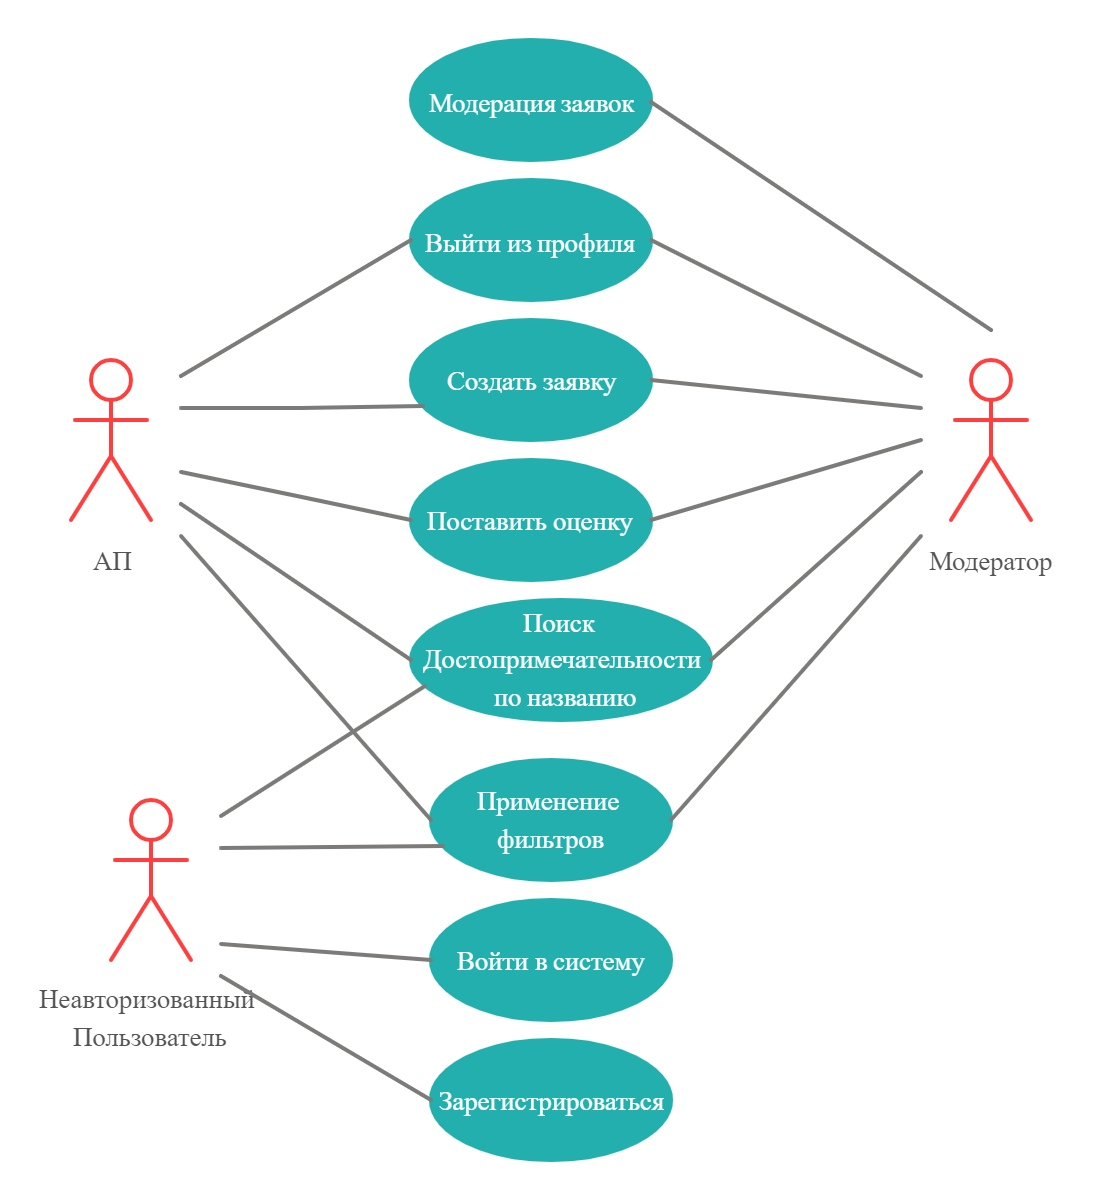 Модерация заявок
Выйти из профиля
Создать заявку
Поставить оценку
АП
Модератор
Поиск
Достопримечательности
по названию
Применение
фильтров
Войти в систему
Неавторизованный
Пользователь
Зарегистрироваться